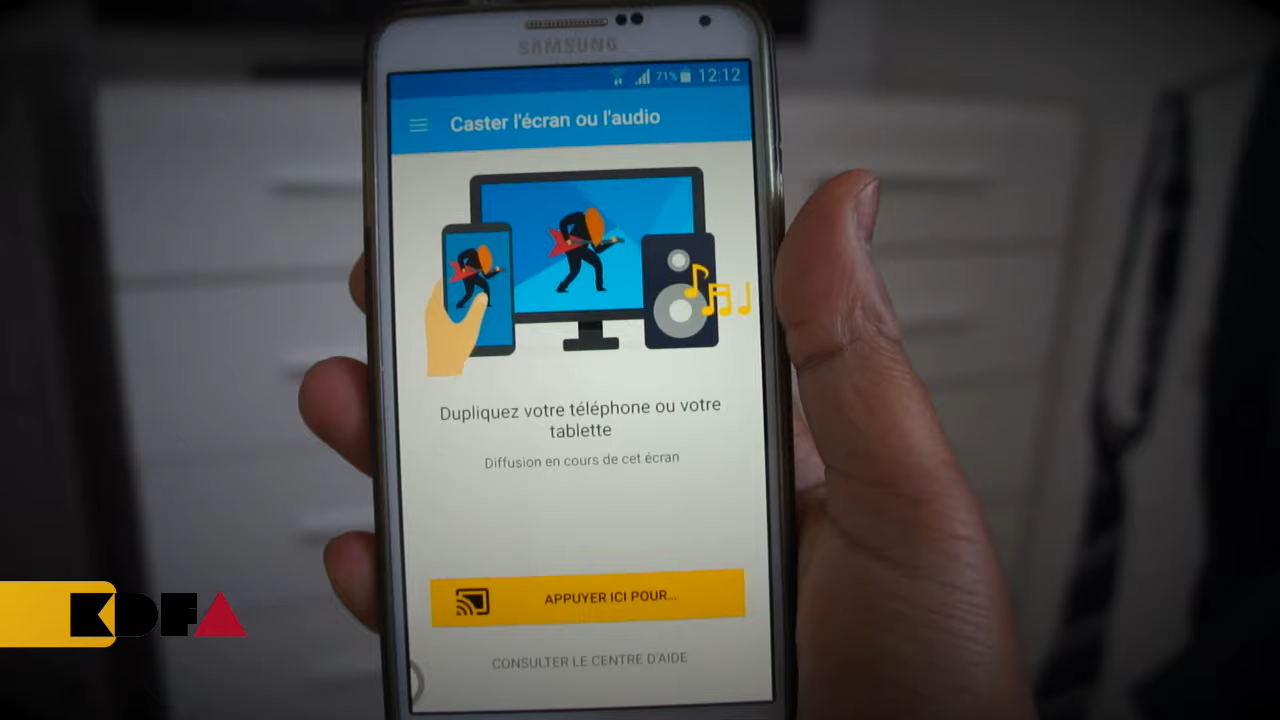 SAMSUNG
71% 12:12
Caster l'écran ou l'audio
Dupliquez votre téléphone ou votre
tablette
Diffusion en cours de cet écran
APPUYER ICI POUR...
CONSULTER LE CENTRE D'AIDE
KDFA